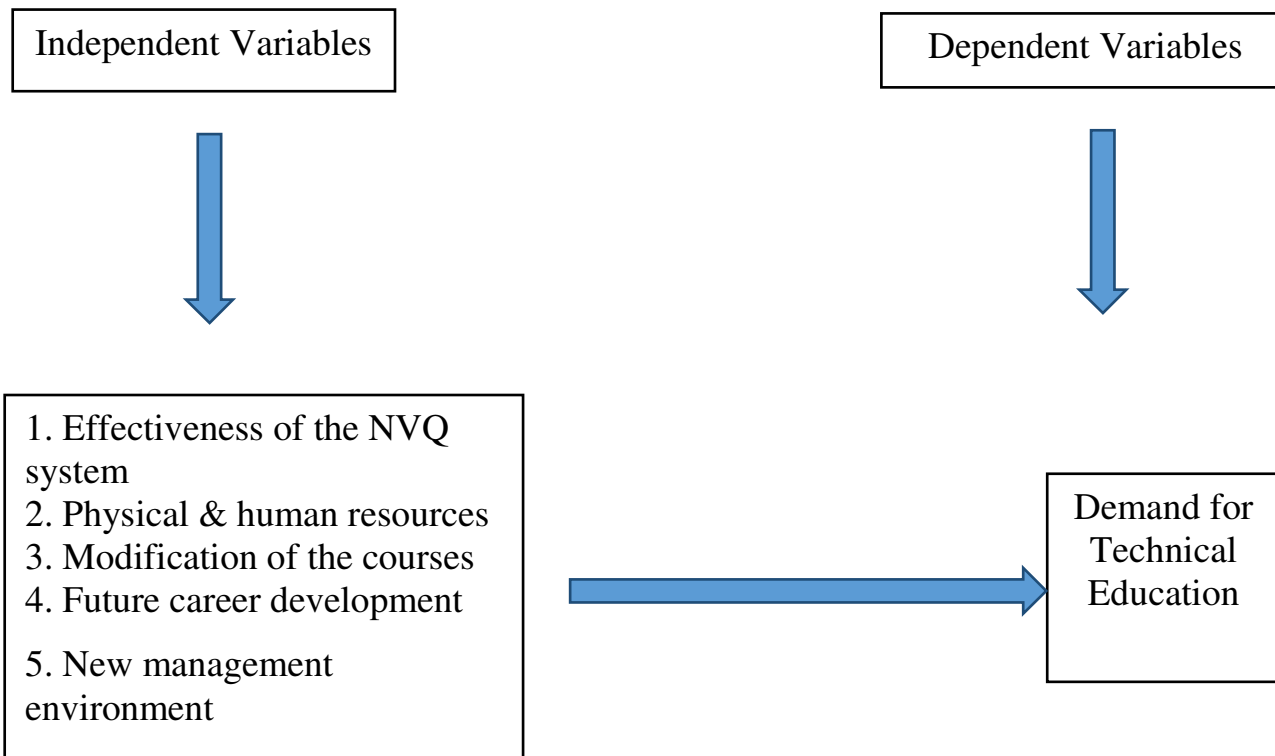 Independent Variables
Dependent Variables
1. Effectiveness of the NVQ
system
2. Physical & human resources
3. Modification of the courses
4. Future career development
5. New management
environment
Demand for
Technical
Education